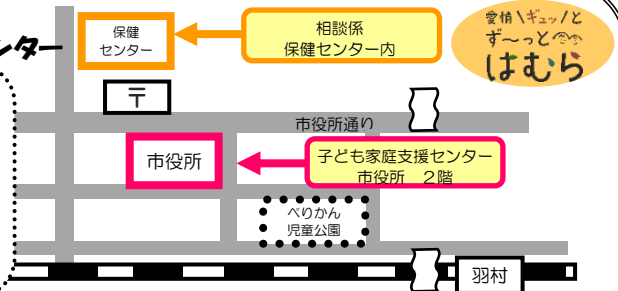 ンター
保健
センター
相談係
保健センター内
愛情\ギュッ/と
ず～っと
はむら
〒
市役所通り
市役所
子ども家庭支援センター
市役所 2階
ぺりかん
児童公園
羽村